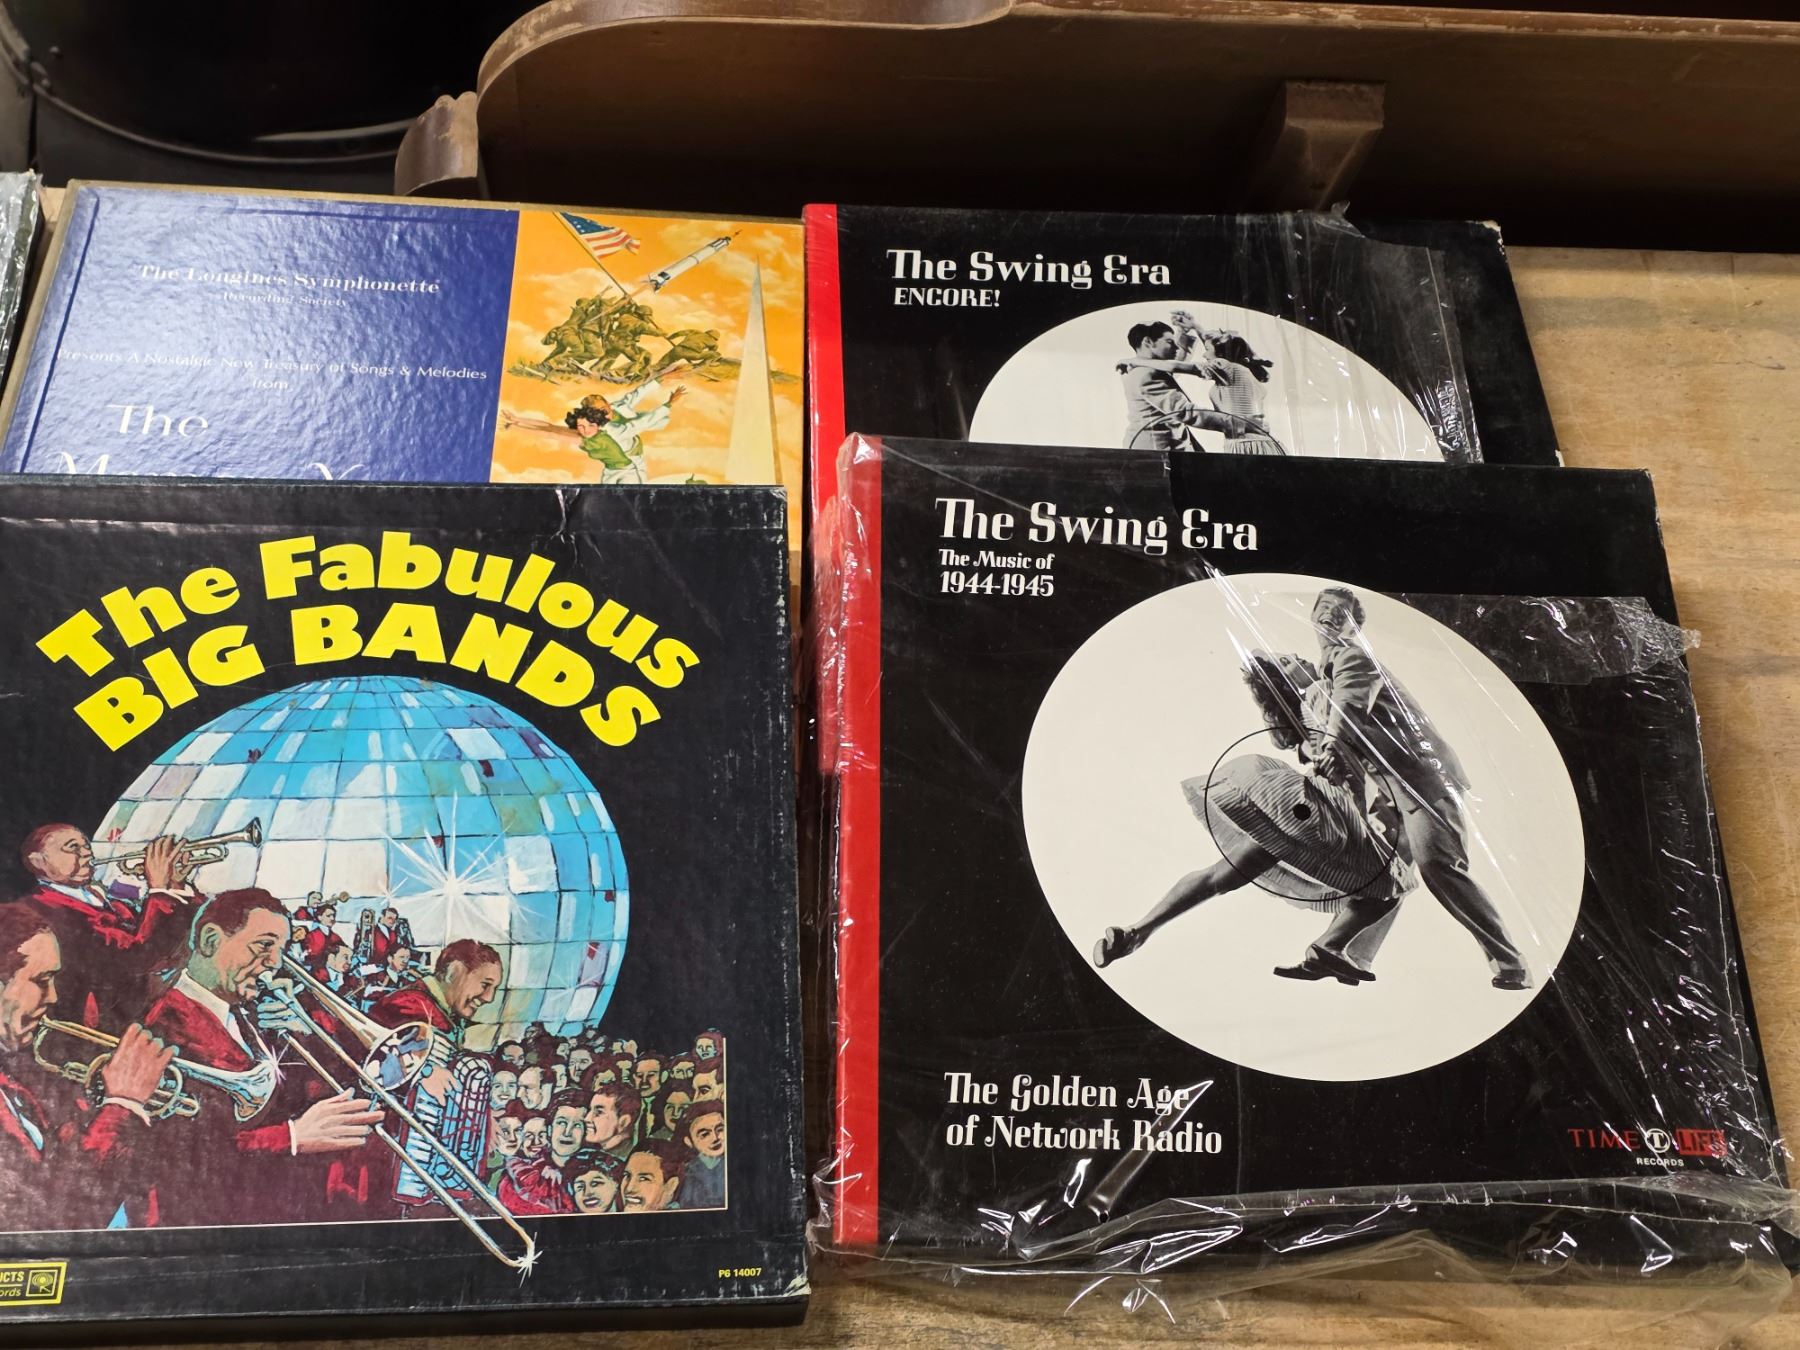 The Longines Symphonette
Recording Society
Presents A Nostalgic New Treasury of Songs & Melodies
from
The
The Swing Era
ENCORE!
The Fabulous
BIG BANDS
P6 14007
The Swing Era
The Music of
1944-1945
The Golden Age
of Network Radio
TIME LIFE
RECORDS